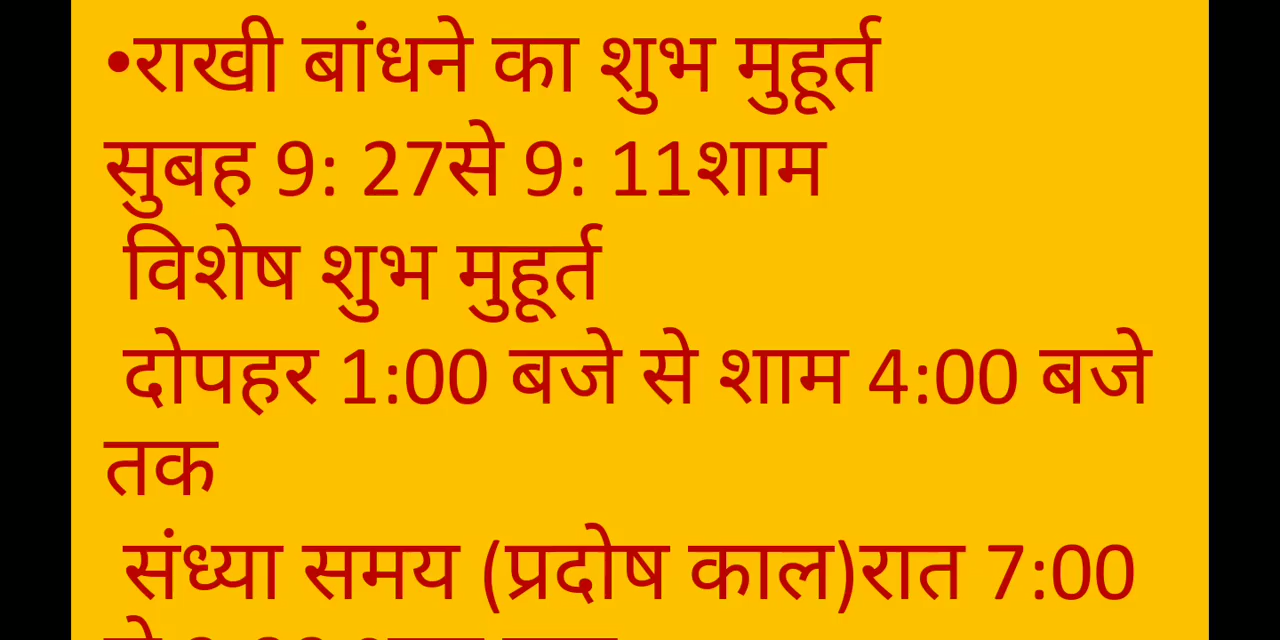 •राखी बांधने का शुभ मुहूर्त
सुबह 9: 27से 9: 11शाम
विशेष शुभ मुहूर्त
दोपहर 1:00 बजे से शाम 4:00 बजे
तक
संध्या समय (प्रदोष काल)रात 7:00